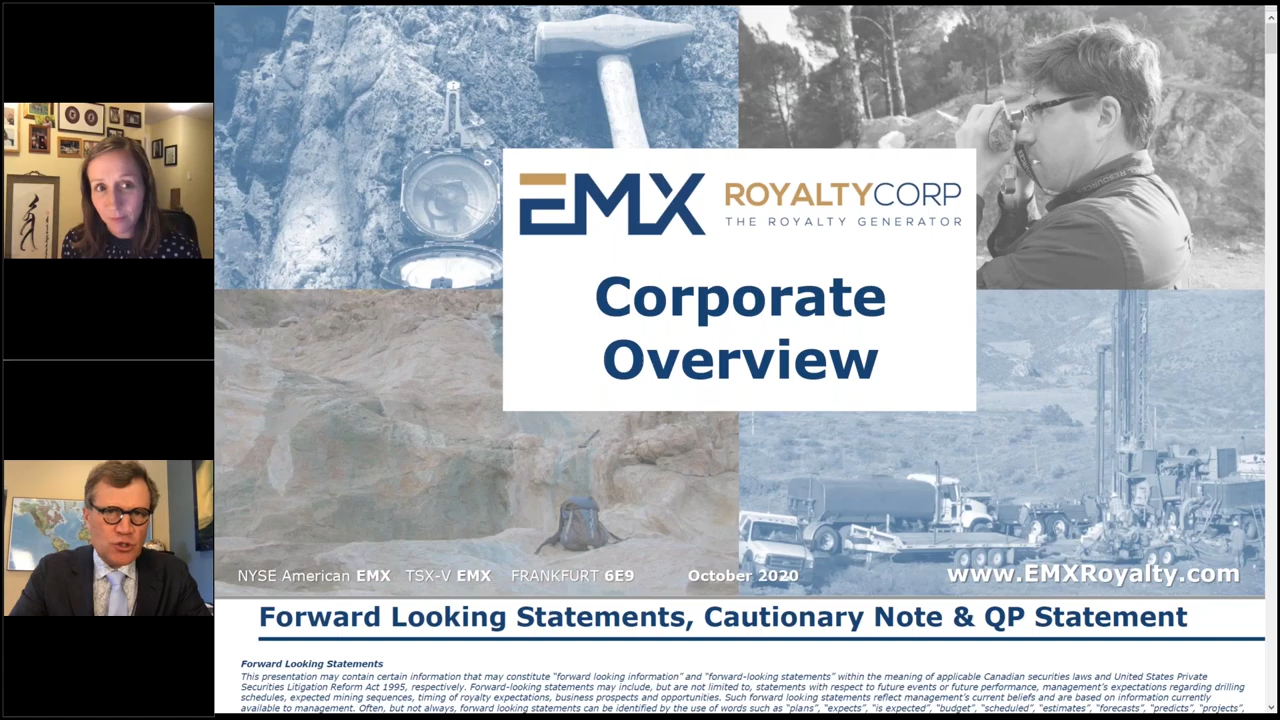 EMX ROYALTYCORP
THE ROYALTY GENERATOR
Corporate
Overview
NYSE American EMX TSX-V EMX FRANKFURT 6E9 October 2020 www.EMXRoyalty.com
Forward Looking Statements, Cautionary Note & QP Statement
Forward Looking Statements
This presentation may contain certain information that may constitute "forward looking information" and "forward-looking statements" within the meaning of applicable Canadian securities laws and United States Private
Securities Litigation Reform Act 1995, respectively. Forward-looking statements may include, but are not limited to, statements with respect to future events or future performance, management's expectations regarding drilling
schedules, expected mining sequences, timing of royalty expectations, business prospects and opportunities. Such forward looking statements reflect management's current beliefs and are based on information currently
available to management. Often, but not always, forward looking statements can be identified by the use of words such as "plans", "expects", "is expected", "budget", "scheduled", "estimates", "forecasts", "predicts", "projects",